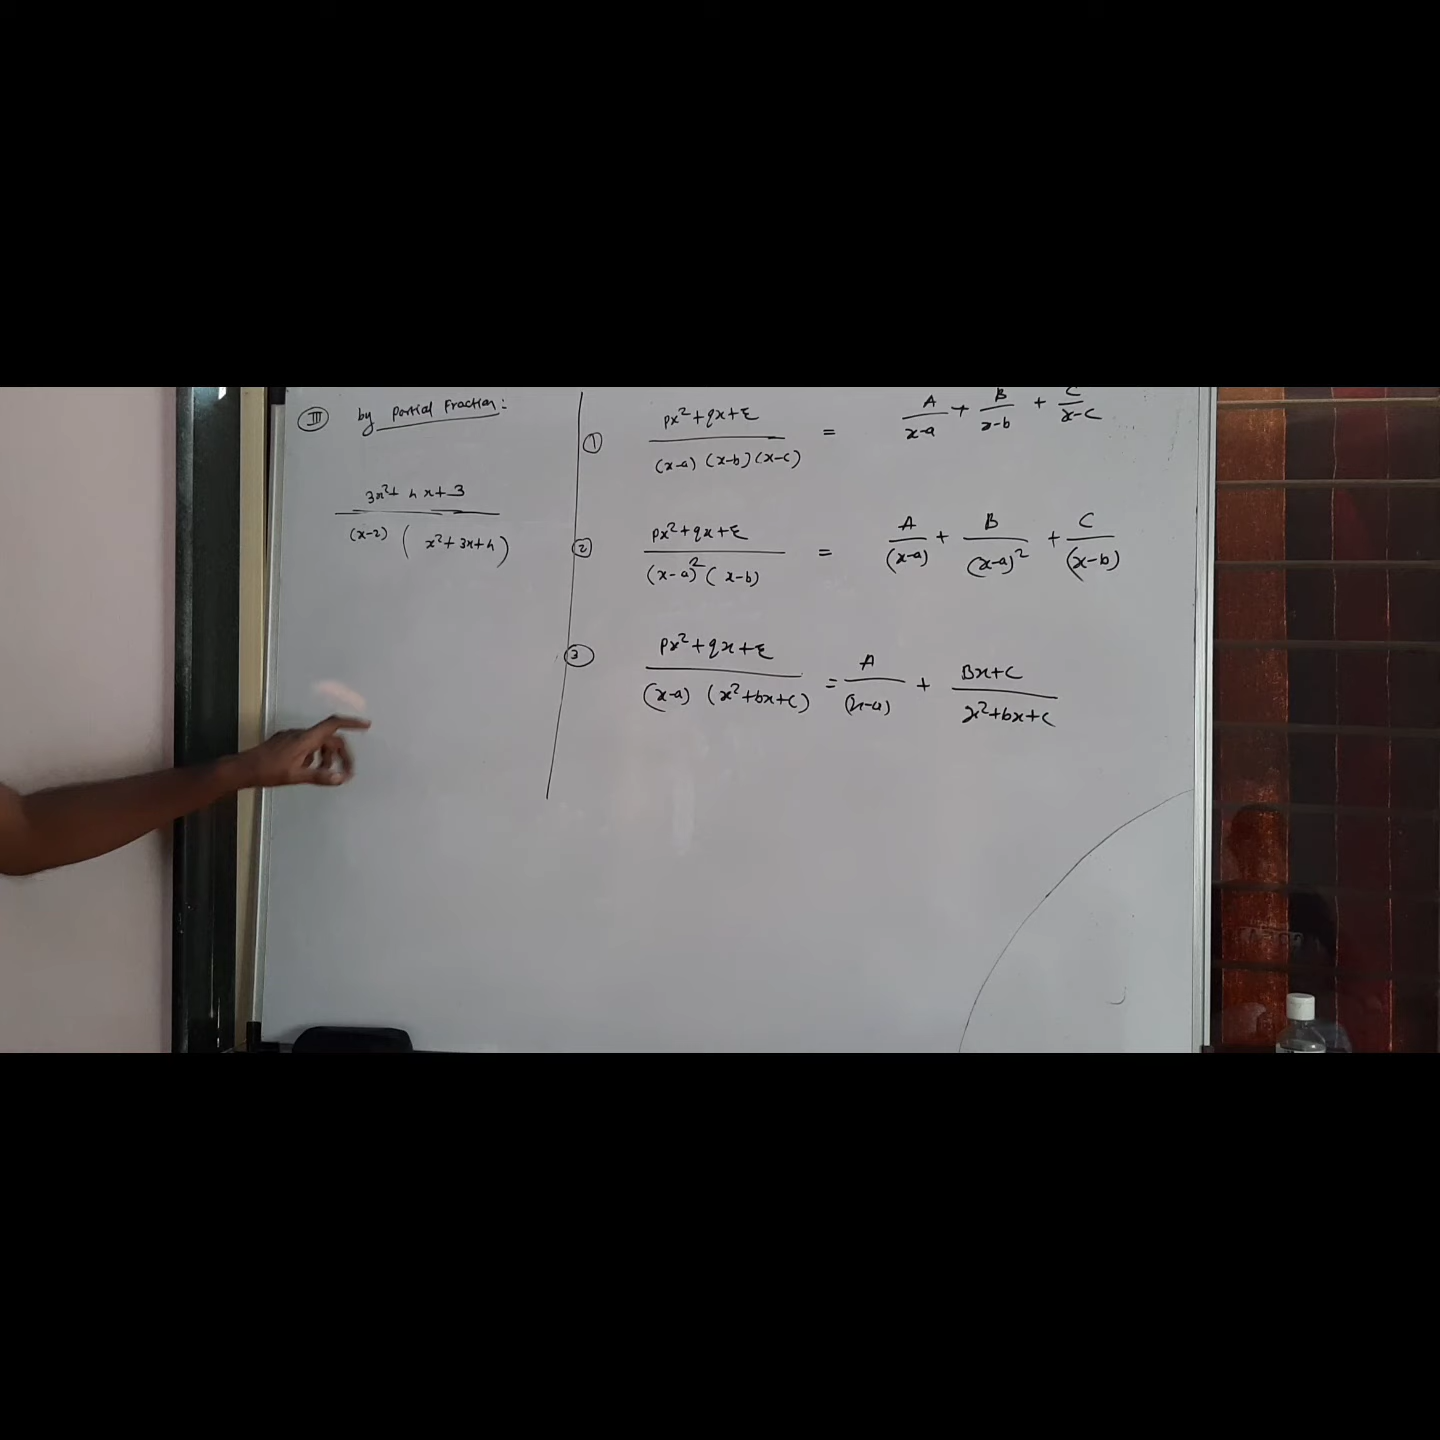 III by Partial Fraction:
3x²+ 4x+3
(x-2) ( x²+3x+4)
1 px²+qx+r = A + B + C
(x-a) (x-b) (x-c) x-a x-b x-c
2 px²+qx+r = A + B + C
(x-a)² (x-b) (x-a) (x-a)² (x-b)
3 px²+qx+r = A + Bx+C
(x-a) (x²+bx+c) (x-a) x²+bx+c